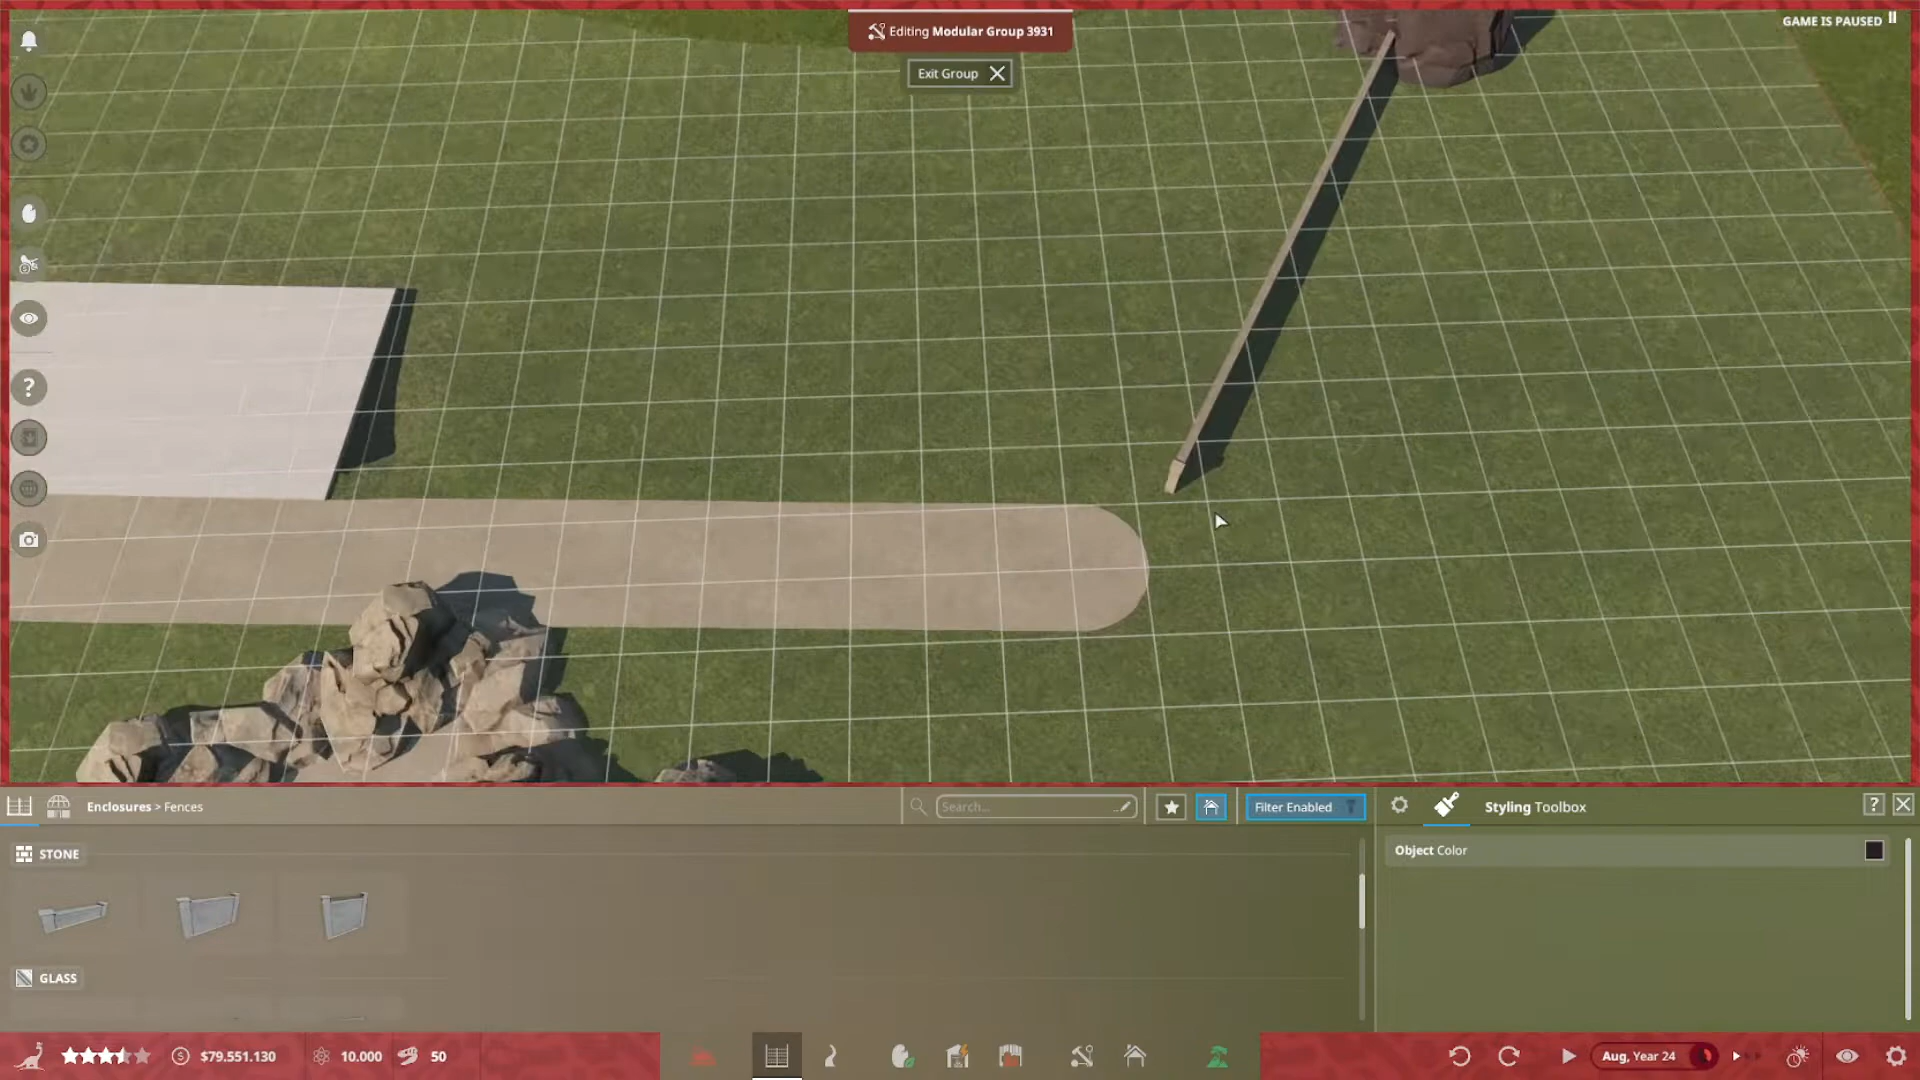 Editing Modular Group 3931
GAME IS PAUSED
Exit Group
?
Enclosures > Fences
Search...
Filter Enabled
Styling Toolbox
?
STONE
Object Color
GLASS
$79.551.130
10.000
50
Aug, Year 24